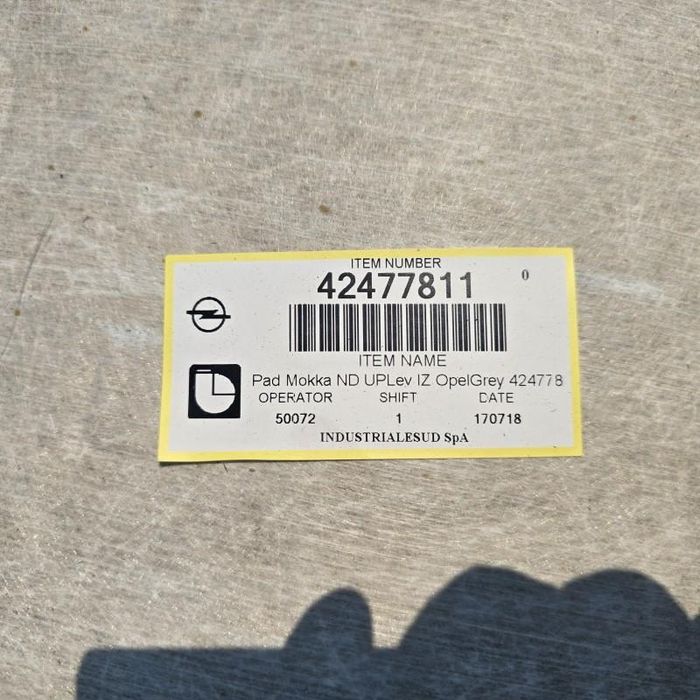 ITEM NUMBER
42477811 0
ITEM NAME
Pad Mokka ND UPLev IZ OpelGrey 424778
OPERATOR SHIFT DATE
50072 1 170718
INDUSTRIALESUD SpA